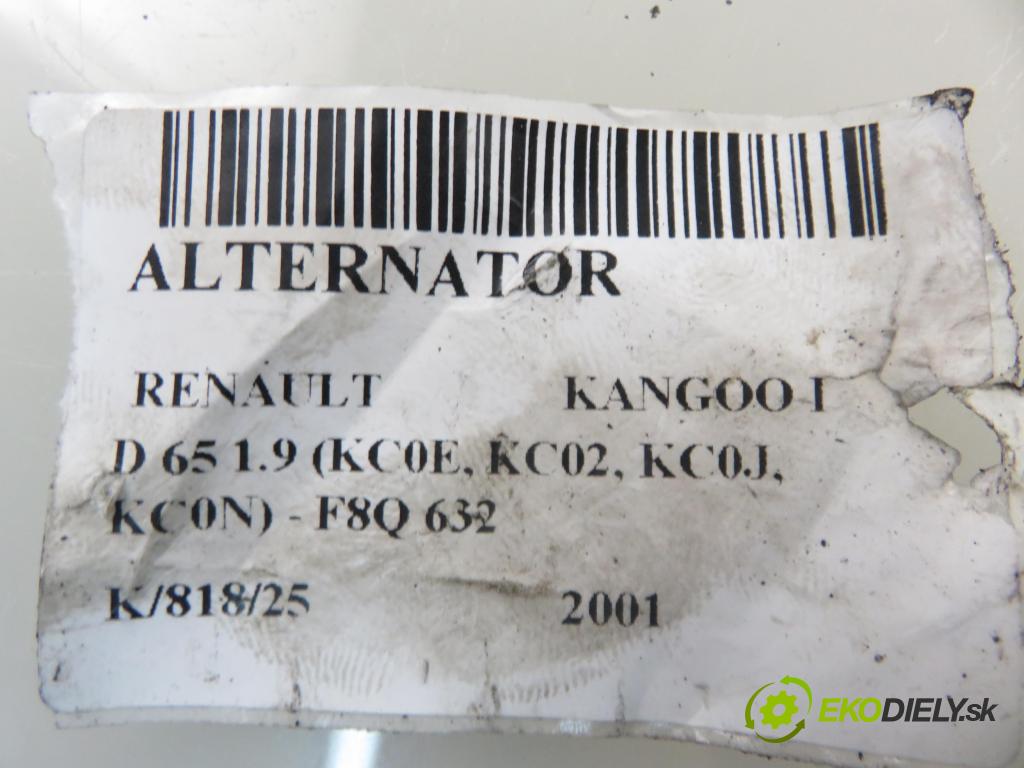 ALTERNATOR
RENAULT KANGOO I
D 65 1.9 (KC0E, KC02, KC0J,
KC0N) - F8Q 632
K/818/25 2001
EKODIELY.sk